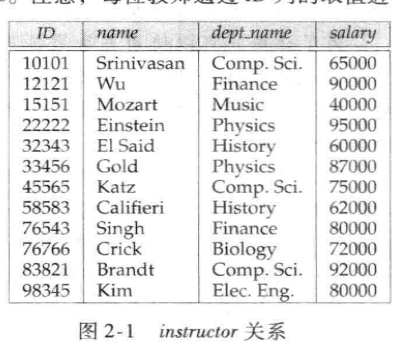 注意，每位教师通过 ID 列的取值进
ID name dept_name salary
10101 Srinivasan Comp. Sci. 65000
12121 Wu Finance 90000
15151 Mozart Music 40000
22222 Einstein Physics 95000
32343 El Said History 60000
33456 Gold Physics 87000
45565 Katz Comp. Sci. 75000
58583 Califieri History 62000
76543 Singh Finance 80000
76766 Crick Biology 72000
83821 Brandt Comp. Sci. 92000
98345 Kim Elec. Eng. 80000
图 2-1 instructor 关系